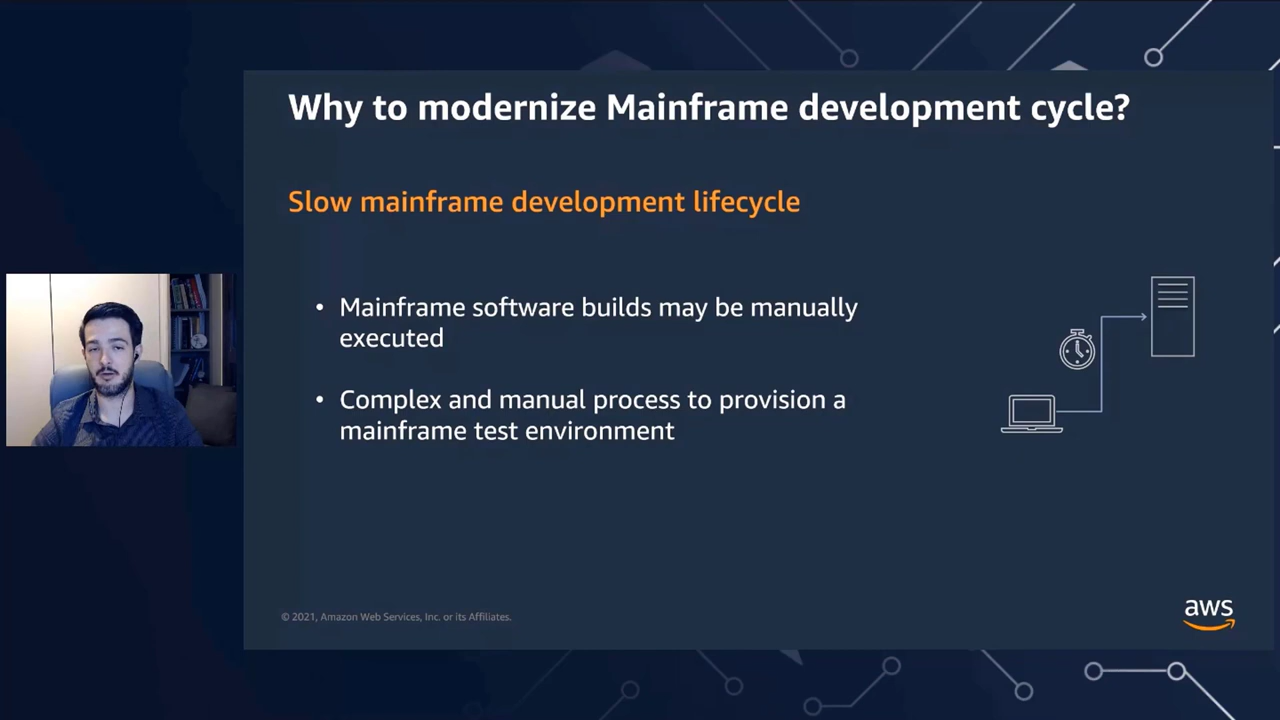 Why to modernize Mainframe development cycle?
Slow mainframe development lifecycle
• Mainframe software builds may be manually
executed
• Complex and manual process to provision a
mainframe test environment
© 2021, Amazon Web Services, Inc. or its Affiliates.
aws